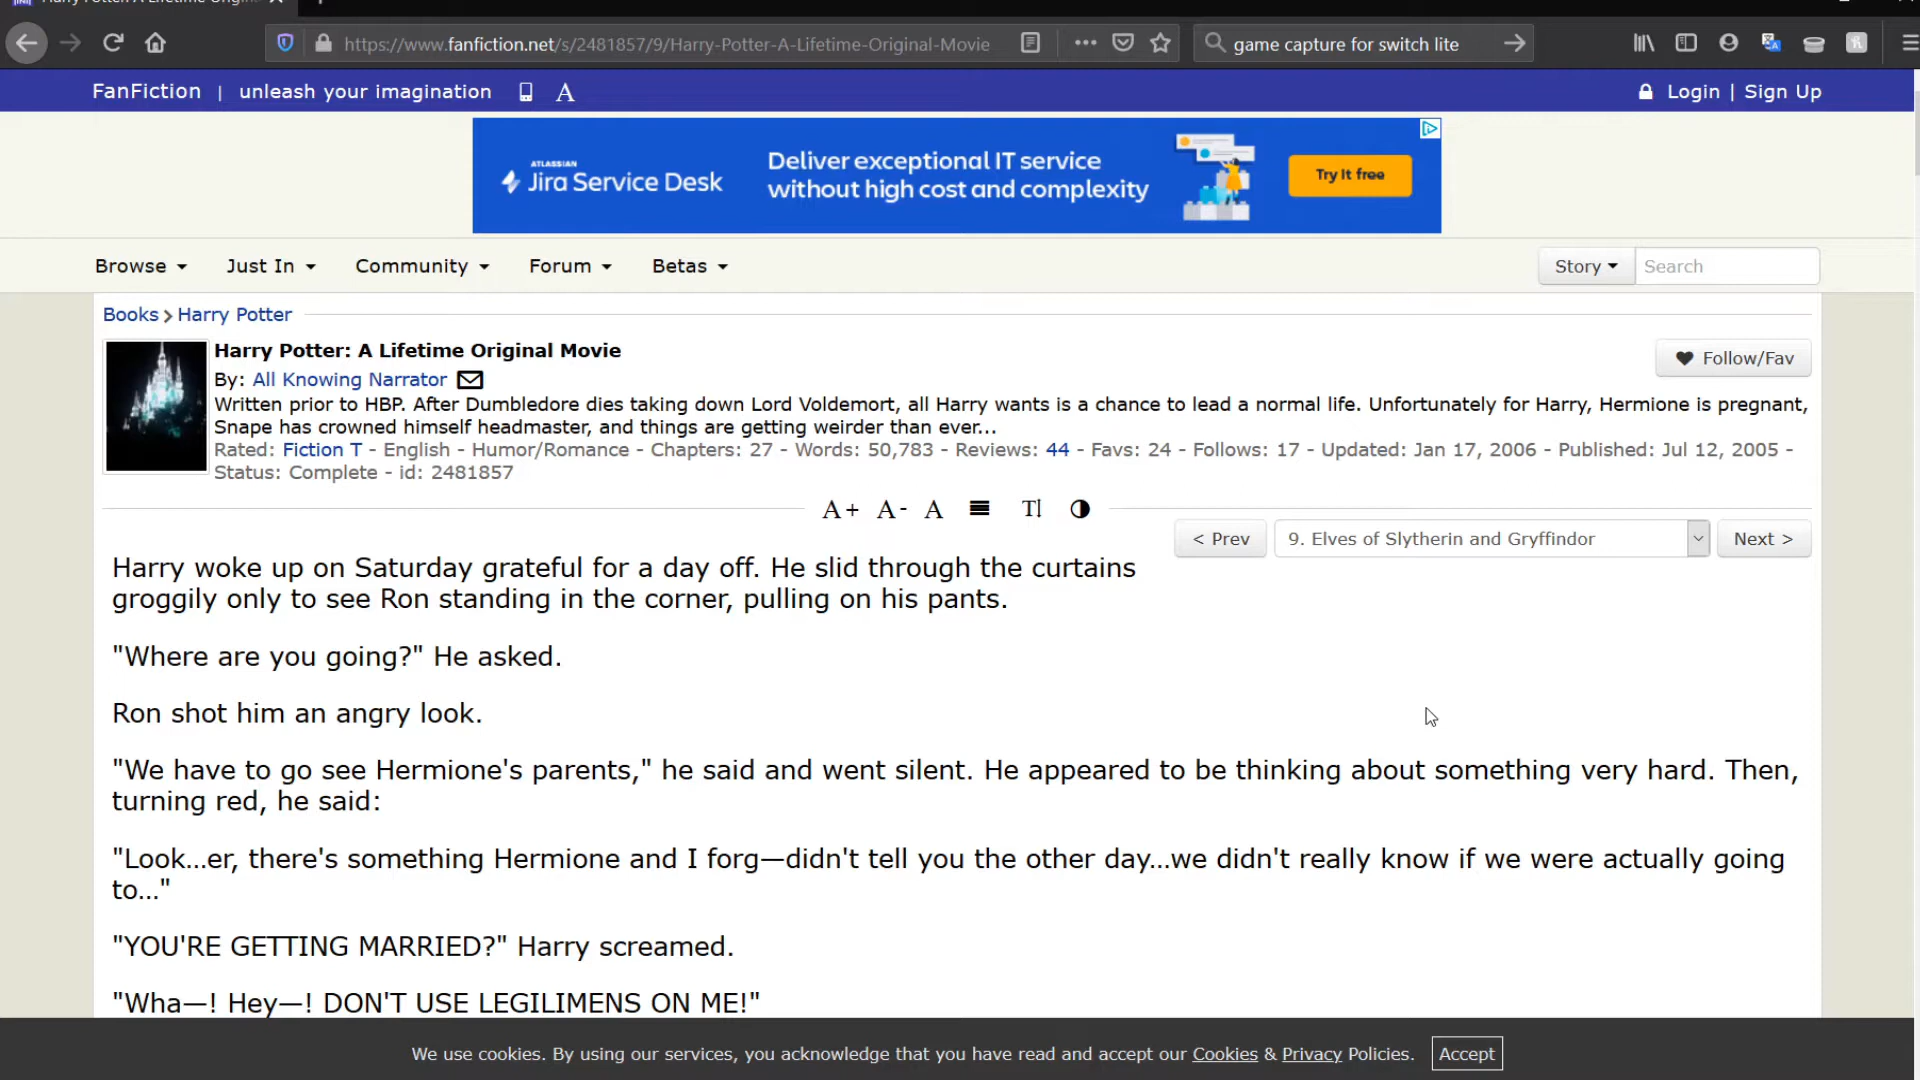 https://www.fanfiction.net/s/2481857/9/Harry-Potter-A-Lifetime-Original-Movie
game capture for switch lite
FanFiction | unleash your imagination A
Login | Sign Up
ATLASSIAN
Jira Service Desk
Deliver exceptional IT service
without high cost and complexity
Try it free
Browse Just In Community Forum Betas
Story Search
Books > Harry Potter
Harry Potter: A Lifetime Original Movie
Follow/Fav
By: All Knowing Narrator
Written prior to HBP. After Dumbledore dies taking down Lord Voldemort, all Harry wants is a chance to lead a normal life. Unfortunately for Harry, Hermione is pregnant,
Snape has crowned himself headmaster, and things are getting weirder than ever...
Rated: Fiction T - English - Humor/Romance - Chapters: 27 - Words: 50,783 - Reviews: 44 - Favs: 24 - Follows: 17 - Updated: Jan 17, 2006 - Published: Jul 12, 2005 -
Status: Complete - id: 2481857
A+ A- A
< Prev 9. Elves of Slytherin and Gryffindor Next >
Harry woke up on Saturday grateful for a day off. He slid through the curtains
groggily only to see Ron standing in the corner, pulling on his pants.
"Where are you going?" He asked.
Ron shot him an angry look.
"We have to go see Hermione's parents," he said and went silent. He appeared to be thinking about something very hard. Then,
turning red, he said:
"Look…er, there's something Hermione and I forg—didn't tell you the other day…we didn't really know if we were actually going
to…"
"YOU'RE GETTING MARRIED?" Harry screamed.
"Wha—! Hey—! DON'T USE LEGILIMENS ON ME!"
We use cookies. By using our services, you acknowledge that you have read and accept our Cookies & Privacy Policies. Accept